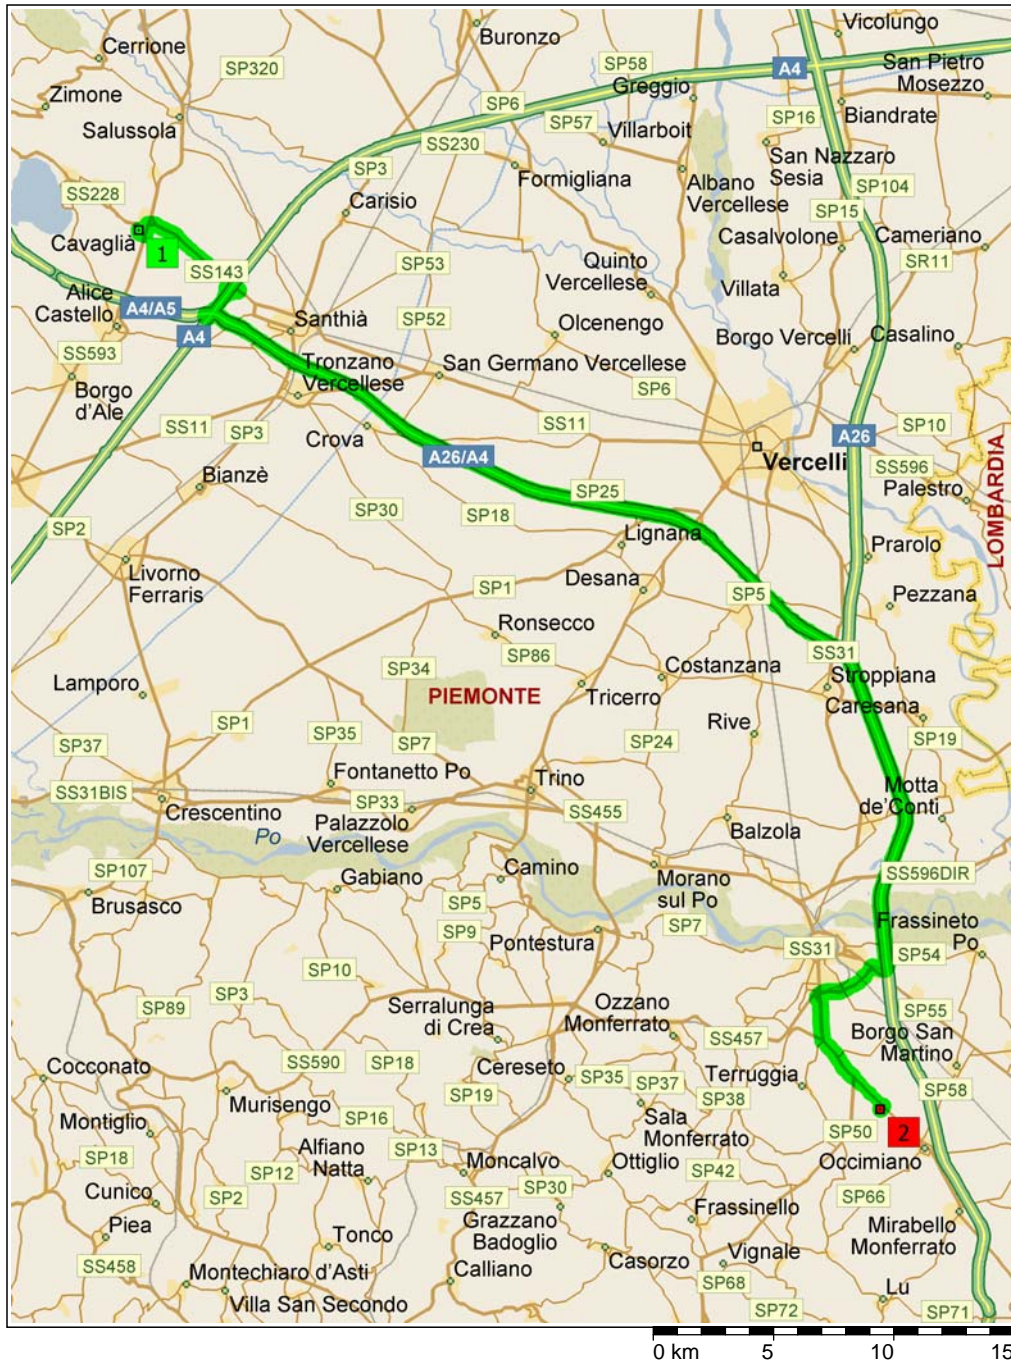 Vicolungo
Buronzo
Cerrione
SP320
SP58
A4
San Pietro
Mosezzo
Greggio
Zimone
SP6
Biandrate
Salussola
SP57
Villarboit
SP16
SS230
San Nazzaro
Sesia
SP3
Formigliana
Albano
Vercellese
SP104
SS228
Carisio
SP15
Cavaglià
1
Casalvolone
Cameriano
SP53
SR11
SS143
Quinto
Vercellese
Villata
Alice
Castello
A4/A5
SP52
Santhià
Olcenengo
Borgo Vercelli
Casalino
A4
SS593
Tronzano
Vercellese
San Germano Vercellese
SP6
Borgo
d'Ale
SS11
SP3
Crova
SS11
A26
SP10
A26/A4
Vercelli
SS596
Palestro
LOMBARDIA
Bianzè
SP25
SP30
SP18
SP2
Lignana
Prarolo
Livorno
Ferraris
Desana
SP1
SP5
Pezzana
Ronsecco
SP86
SS31
SP34
Costanzana
Stroppiana
Lamporo
PIEMONTE
Tricerro
Caresana
SP1
SP35
Rive
SP37
SP7
SP24
SP19
Fontanetto Po
Trino
Motta
de'Conti
SS31BIS
Crescentino
SP33
SS455
Palazzolo
Vercellese
Balzola
Po
SP107
Gabiano
Camino
Morano
sul Po
SS596DIR
Brusasco
SP5
Frassineto
Po
SP9
Pontestura
SP7
SS31
SP54
SP10
SP89
SP3
Serralunga
di Crea
Ozzano
Monferrato
SP55
SS457
Borgo San
Martino
SS590
SP18
Cereseto
Cocconato
SP35
SP37
Terruggia
SP58
Murisengo
SP19
SP38
SP16
Sala
Monferrato
Montiglio
SP50
2
Alfiano
Natta
SP13
Occimiano
SP18
SP12
Moncalvo
Ottiglio
SP42
Cunico
SP2
SS457
SP30
SP66
Piea
Grazzano
Badoglio
Frassinello
Mirabello
Monferrato
Tonco
Casorzo
Vignale
SS458
Montechiaro d'Asti
Calliano
SP68
Lu
Villa San Secondo
SP72
SP71
0 km 5 10 15